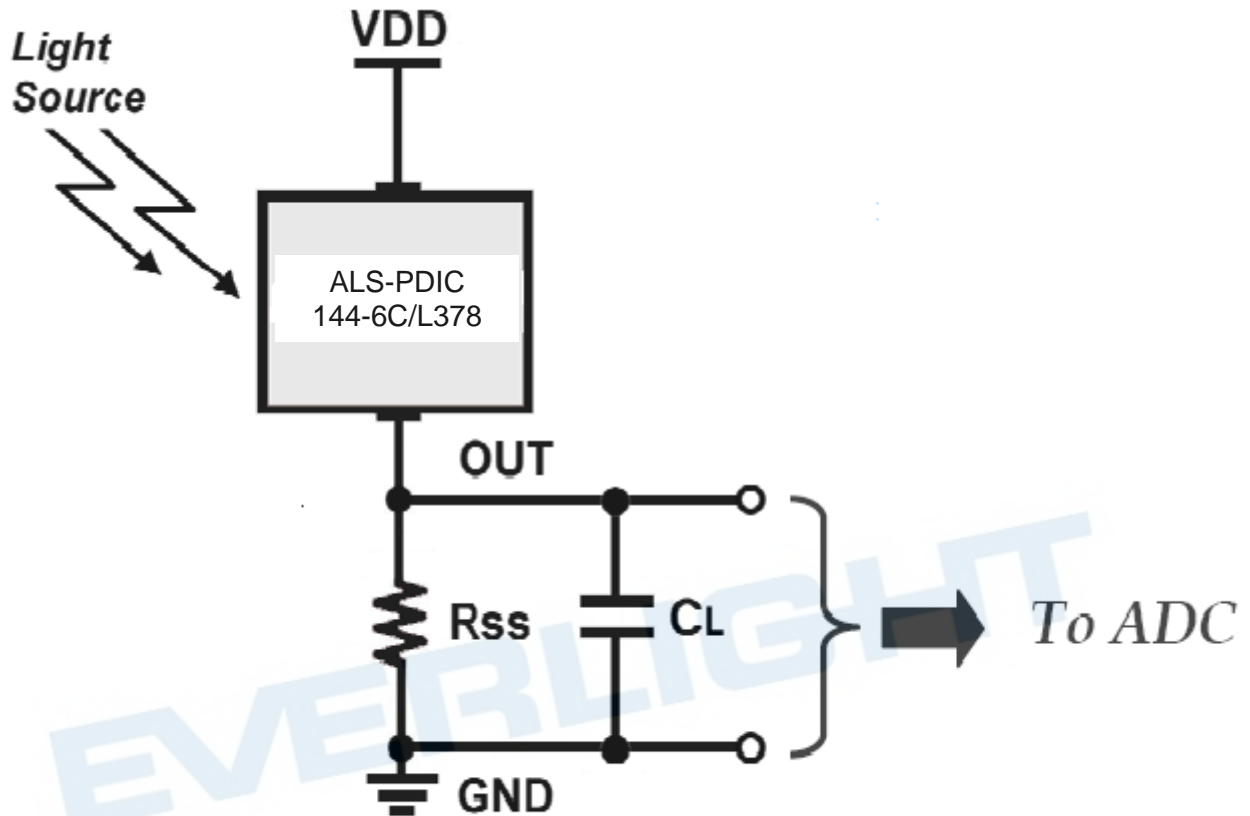 Light
Source
VDD
ALS-PDIC
144-6C/L378
OUT
Rss
CL
To ADC
GND
EVERLIGHT